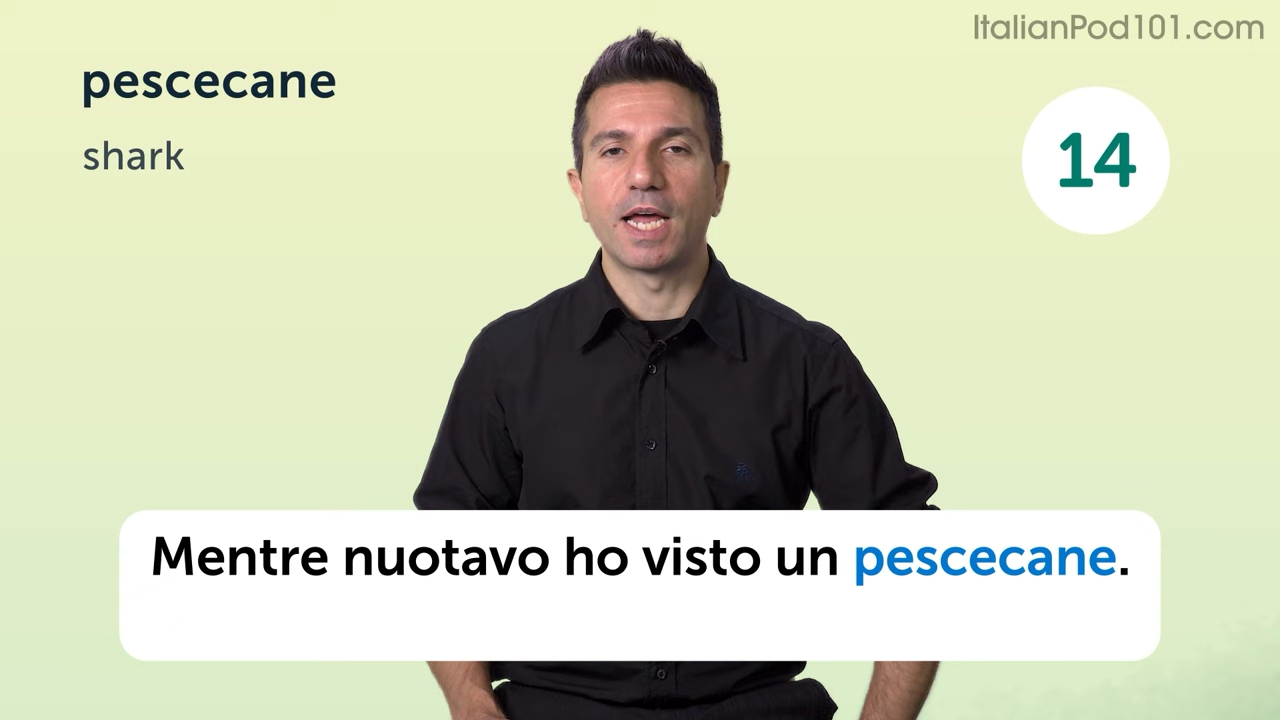 ItalianPod101.com
pescecane
shark
14
Mentre nuotavo ho visto un pescecane.